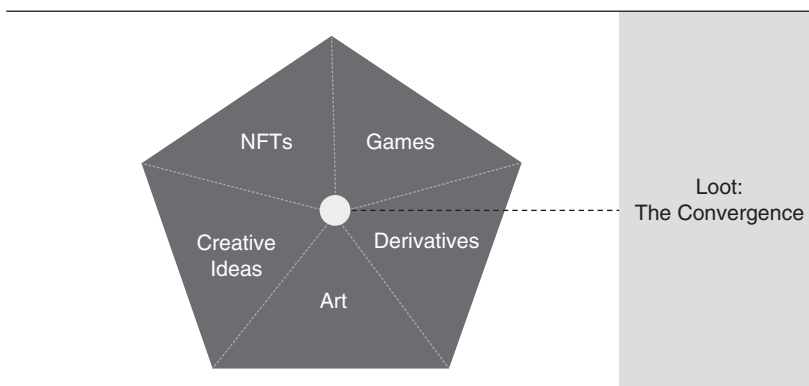 NFTs
Games
Creative
Ideas
Derivatives
Art
Loot:
The Convergence